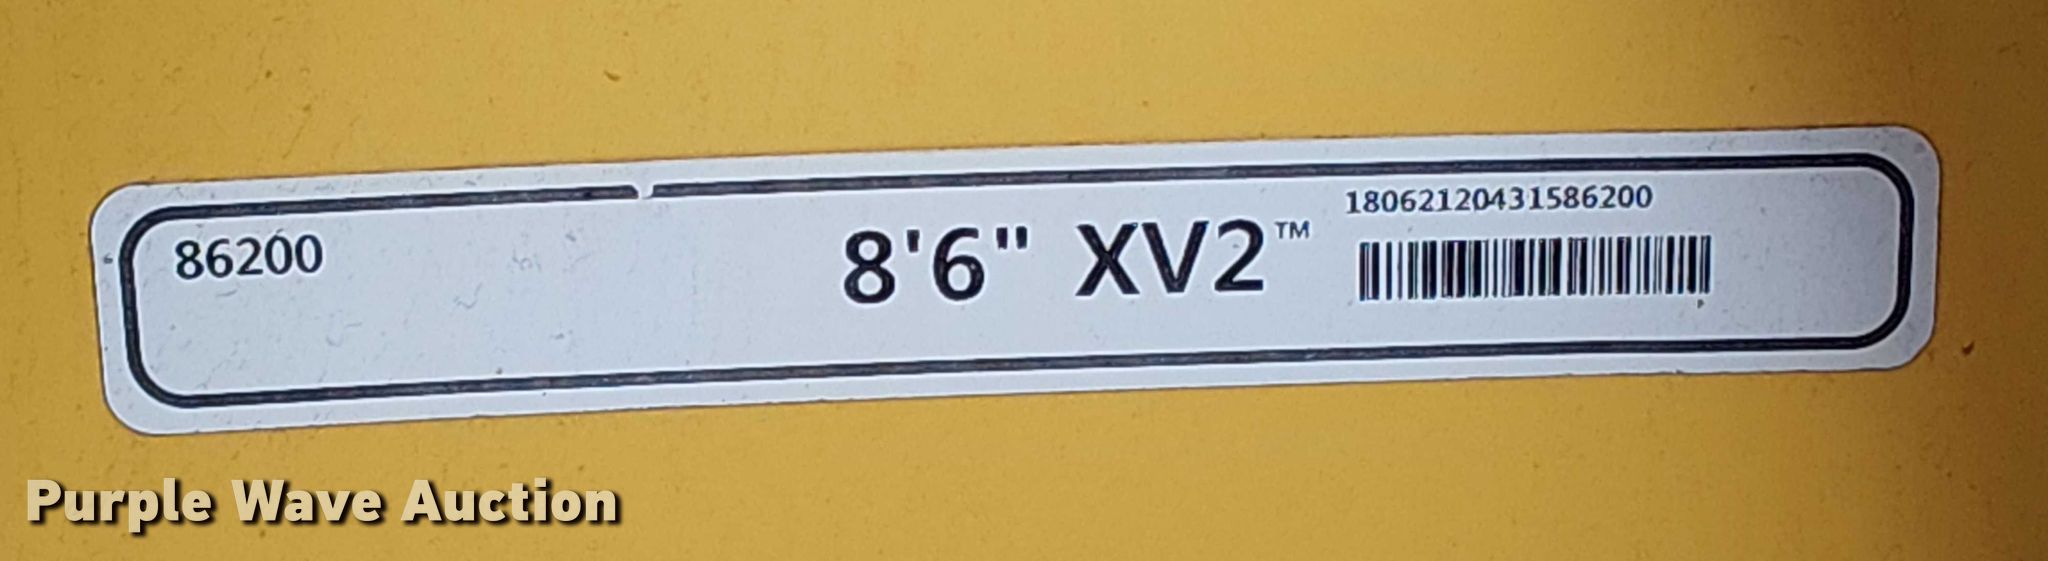 86200
8'6" XV2™
18062120431586200
Purple Wave Auction